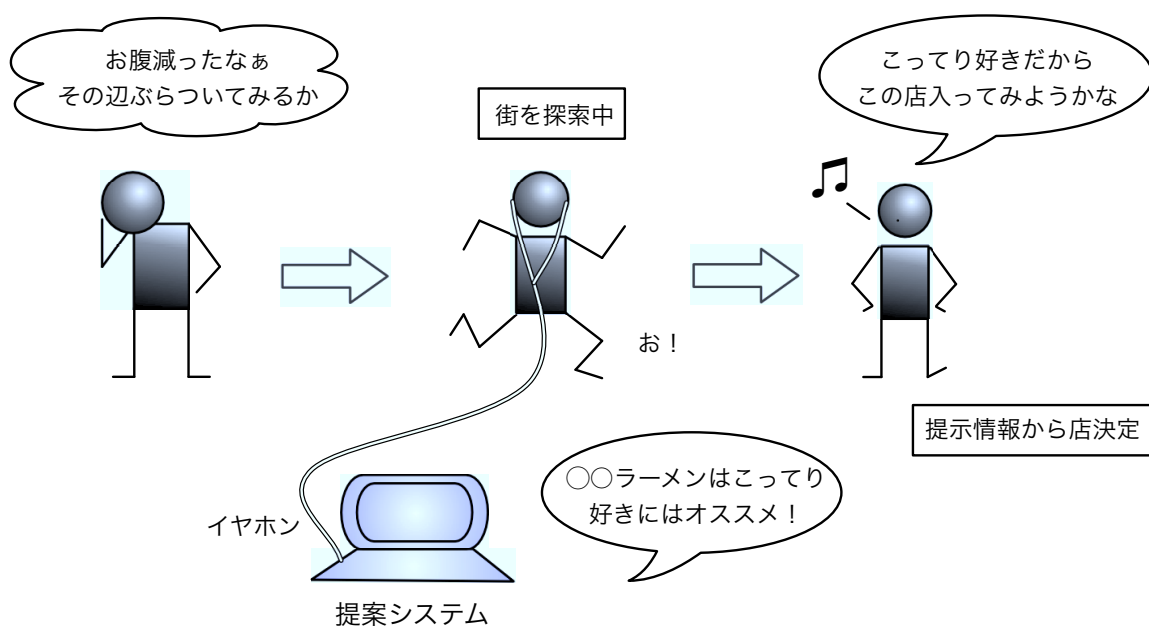 お腹減ったなぁ
その辺ぶらついてみるか
街を探索中
こってり好きだから
この店入ってみようかな
お！
提示情報から店決定
○○ラーメンはこってり
好きにはオススメ！
イヤホン
提案システム